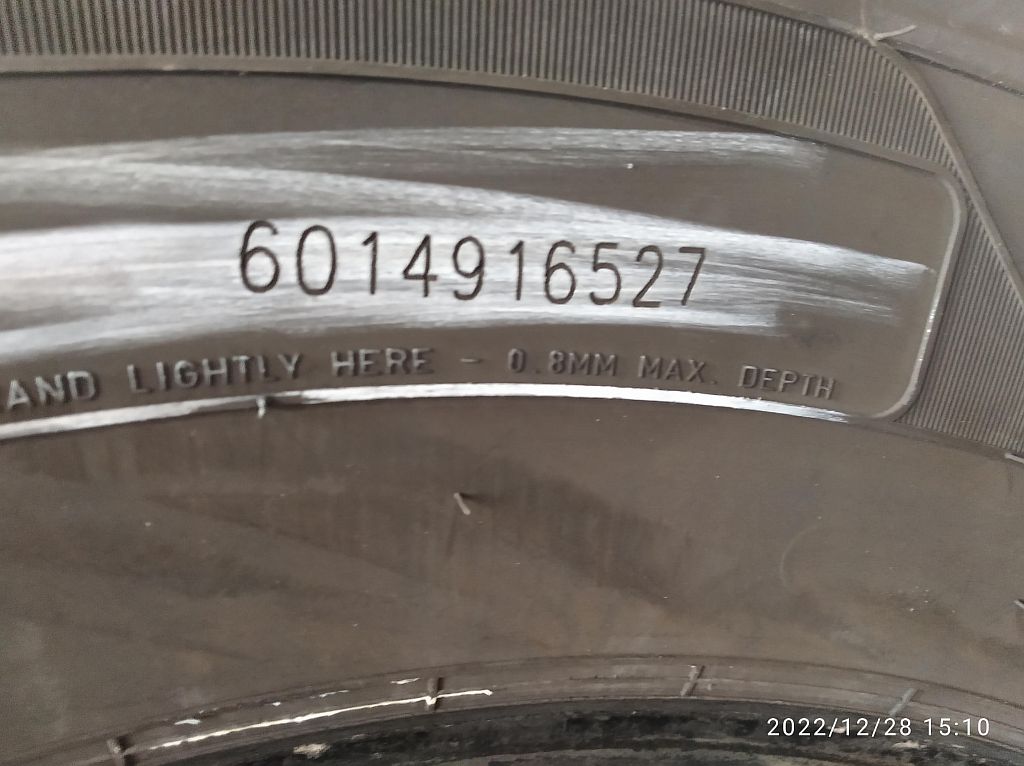 6014916527
AND LIGHTLY HERE - 0.8MM MAX. DEPTH
2022/12/28 15:10